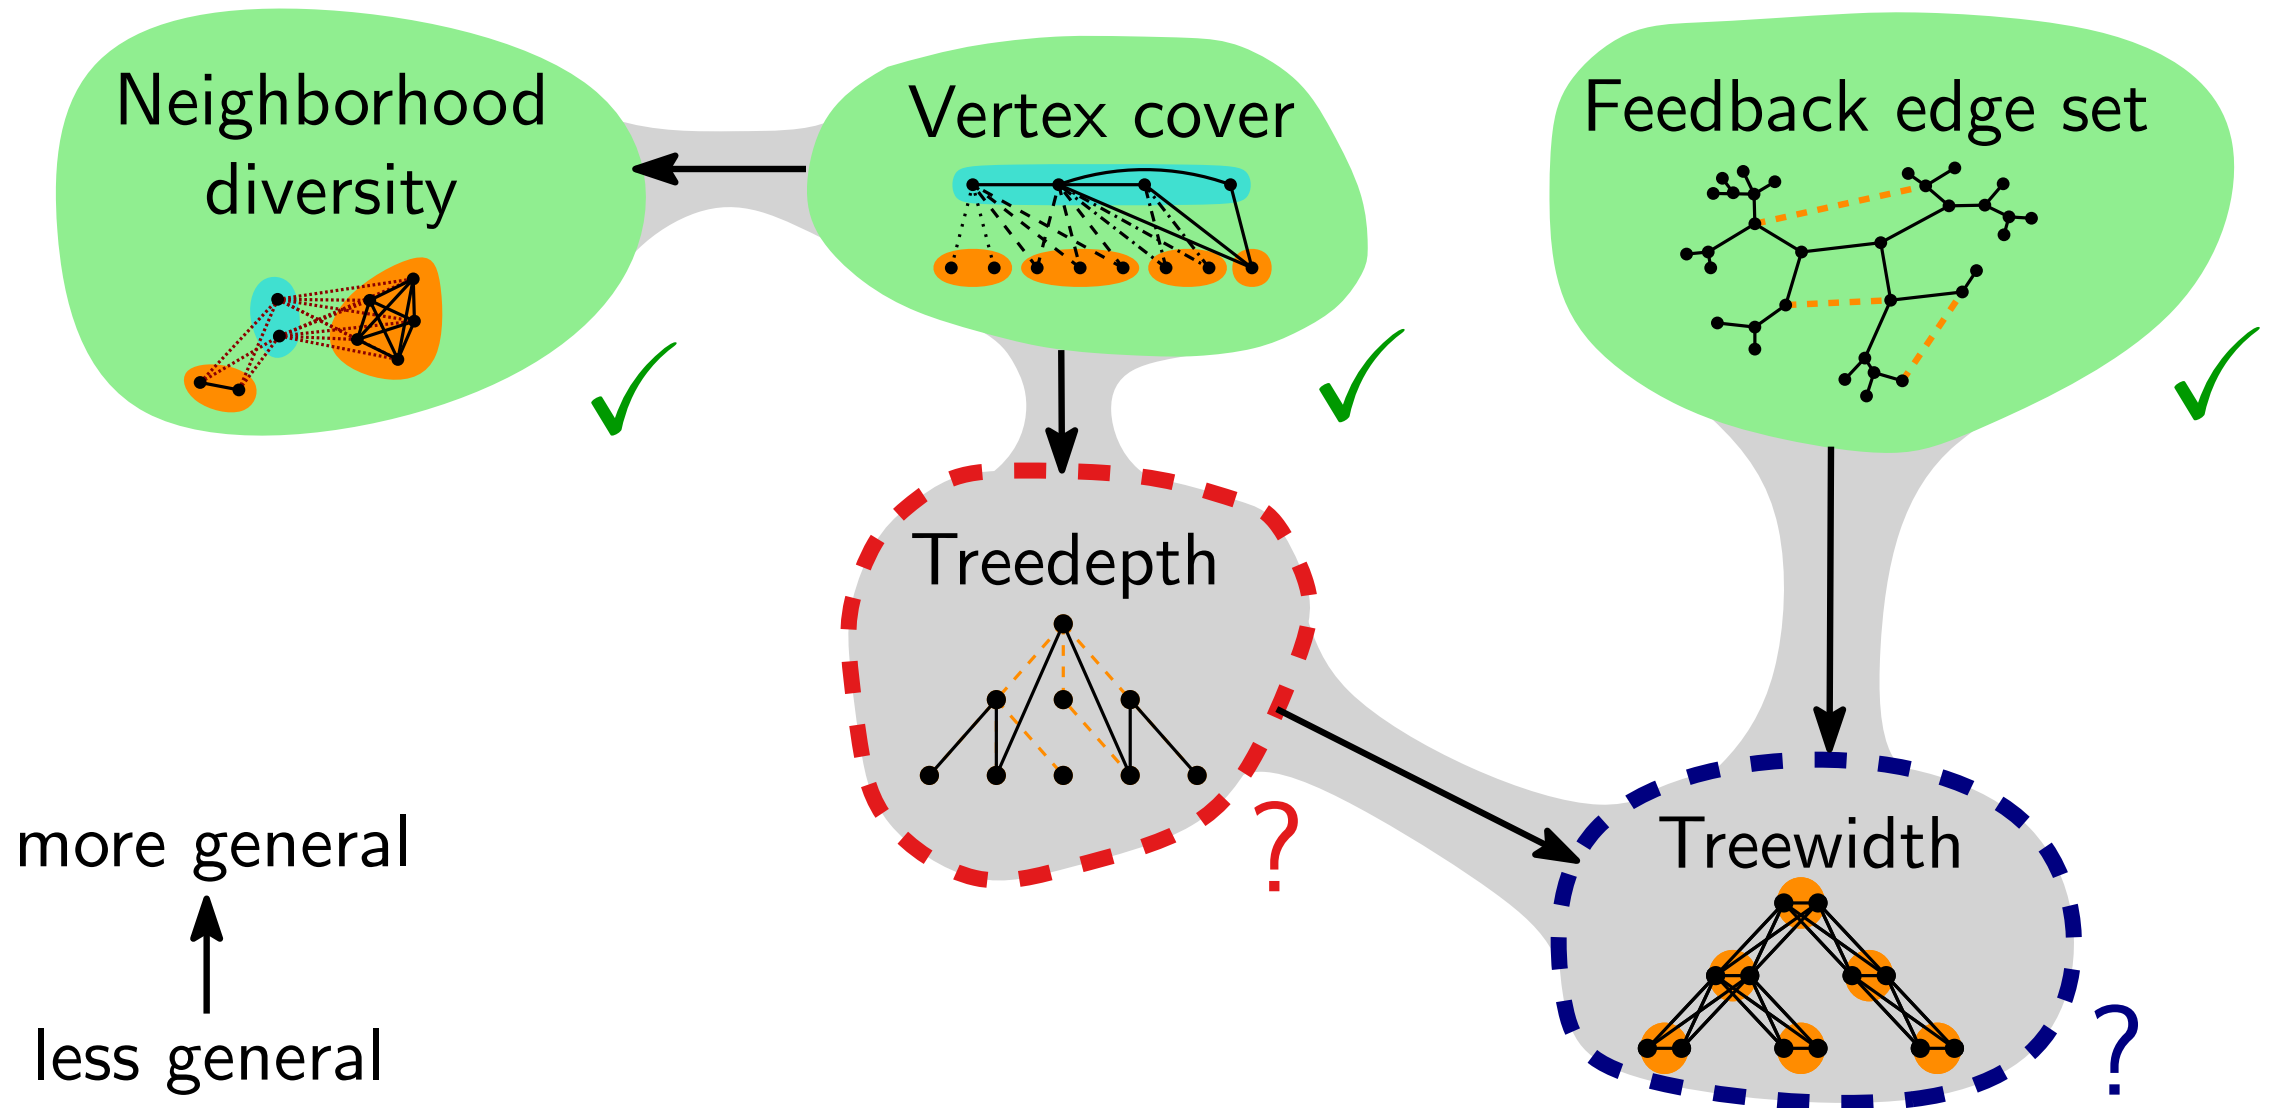 Neighborhood
diversity
Vertex cover
Feedback edge set
Treedepth
?
Treewidth
?
more general
less general